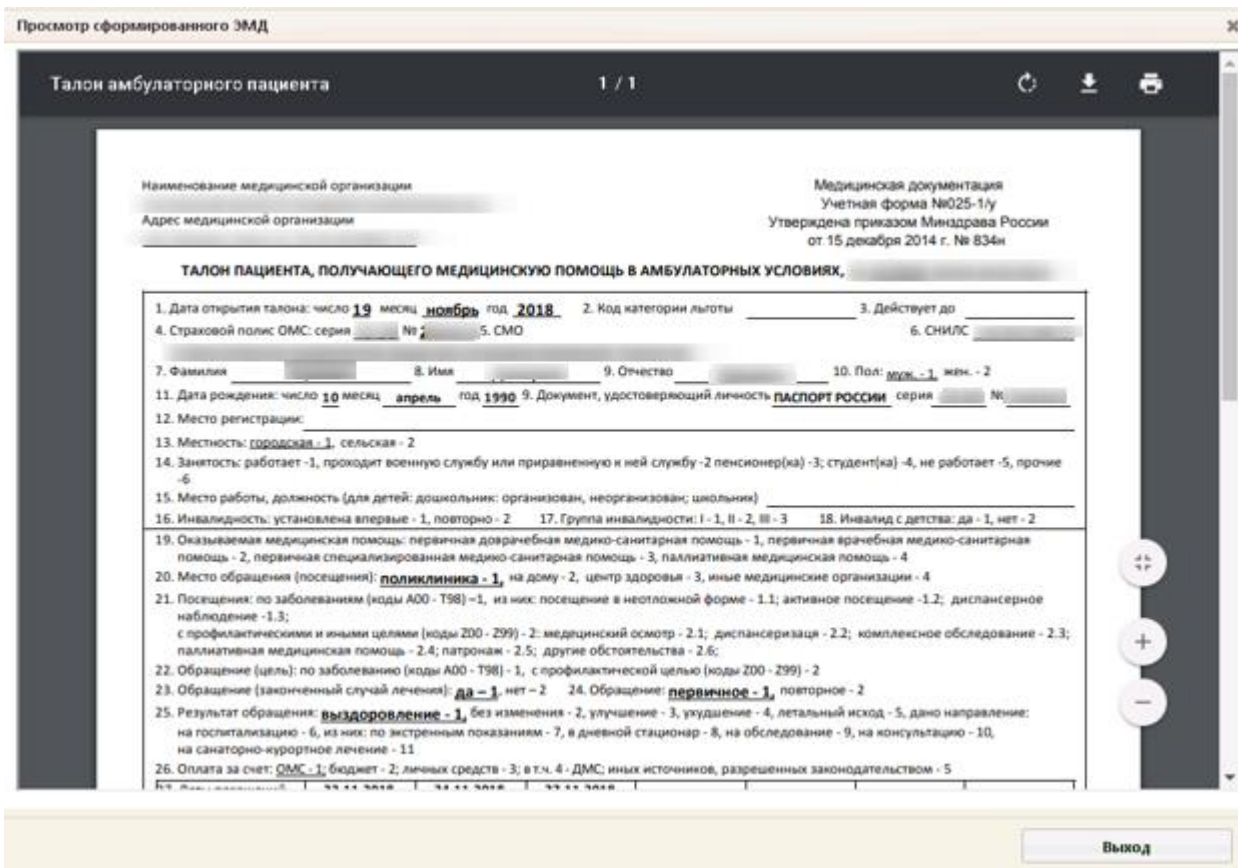 Просмотр сформированного ЭМД
Талон амбулаторного пациента 1 / 1
Наименование медицинской организации
Медицинская документация
Учетная форма №025-1/у
Адрес медицинской организации
Утверждена приказом Минздрава России
от 15 декабря 2014 г. № 834н
ТАЛОН ПАЦИЕНТА, ПОЛУЧАЮЩЕГО МЕДИЦИНСКУЮ ПОМОЩЬ В АМБУЛАТОРНЫХ УСЛОВИЯХ,
1. Дата открытия талона: число 19 месяц ноябрь год 2018 2. Код категории льготы 3. Действует до
4. Страховой полис ОМС: серия № 5. СМО 6. СНИЛС
7. Фамилия 8. Имя 9. Отчество 10. Пол: муж. - 1, жен. - 2
11. Дата рождения: число 10 месяц апрель год 1990 9. Документ, удостоверяющий личность ПАСПОРТ РОССИИ серия №
12. Место регистрации:
13. Местность: городская - 1, сельская - 2
14. Занятость: работает -1, проходит военную службу или приравненную к ней службу -2 пенсионер(ка) -3; студент(ка) -4, не работает -5, прочие
-6
15. Место работы, должность (для детей: дошкольник: организован, неорганизован; школьник)
16. Инвалидность: установлена впервые - 1, повторно - 2 17. Группа инвалидности: I - 1, II - 2, III - 3 18. Инвалид с детства: да - 1, нет - 2
19. Оказываемая медицинская помощь: первичная доврачебная медико-санитарная помощь - 1, первичная врачебная медико-санитарная
помощь - 2, первичная специализированная медико-санитарная помощь - 3, паллиативная медицинская помощь - 4
20. Место обращения (посещения): поликлиника - 1, на дому - 2, центр здоровья - 3, иные медицинские организации - 4
21. Посещения: по заболеваниям (коды A00 - T98) –1, из них: посещение в неотложной форме - 1.1; активное посещение -1.2; диспансерное
наблюдение -1.3;
с профилактическими и иными целями (коды Z00 - Z99) - 2: медецинский осмотр - 2.1; диспансеризаця - 2.2; комплексное обследование - 2.3;
паллиативная медицинская помощь - 2.4; патронаж - 2.5; другие обстоятельства - 2.6;
22. Обращение (цель): по заболеванию (коды A00 - T98) - 1, с профилактической целью (коды Z00 - Z99) - 2
23. Обращение (законченный случай лечения): да – 1, нет – 2 24. Обращение: первичное - 1, повторное - 2
25. Результат обращения: выздоровление - 1, без изменения - 2, улучшение - 3, ухудшение - 4, летальный исход - 5, дано направление:
на госпитализацию - 6, из них: по экстренным показаниям - 7, в дневной стационар - 8, на обследование - 9, на консультацию - 10,
на санаторно-курортное лечение - 11
26. Оплата за счет: ОМС - 1; бюджет - 2; личных средств - 3; в т.ч. 4 - ДМС; иных источников, разрешенных законодательством - 5
Выход